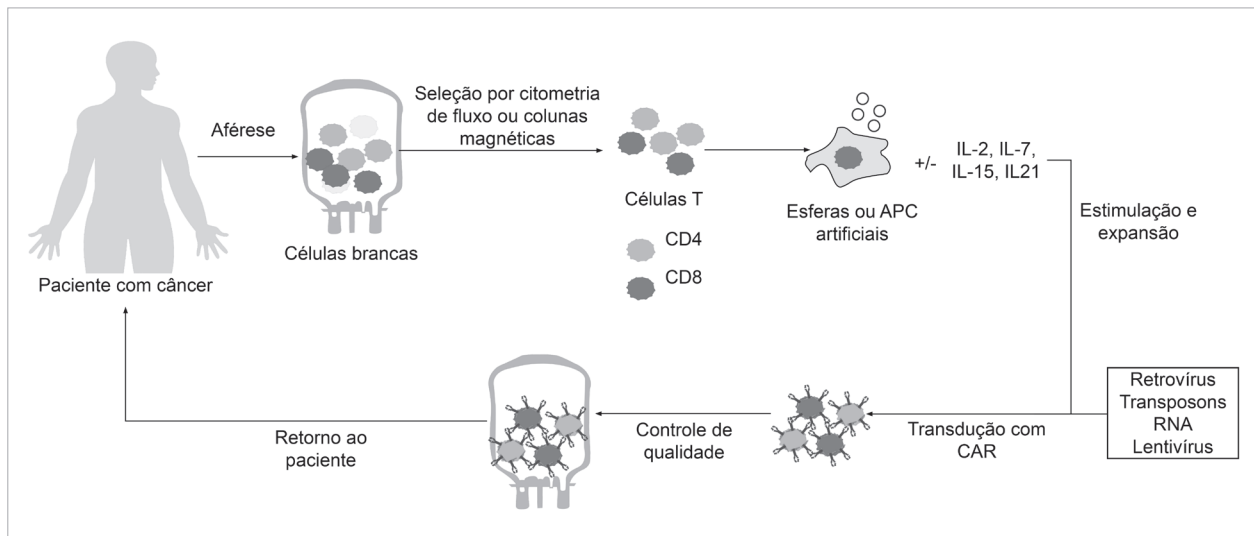 Aférese
Seleção por citometria
de fluxo ou colunas
magnéticas
Paciente com câncer
Células brancas
Células T
CD4
CD8
Esferas ou APC
artificiais
+/-
IL-2, IL-7,
IL-15, IL21
Estimulação e
expansão
Retrovírus
Transposons
RNA
Lentivírus
Transdução com
CAR
Controle de
qualidade
Retorno ao
paciente